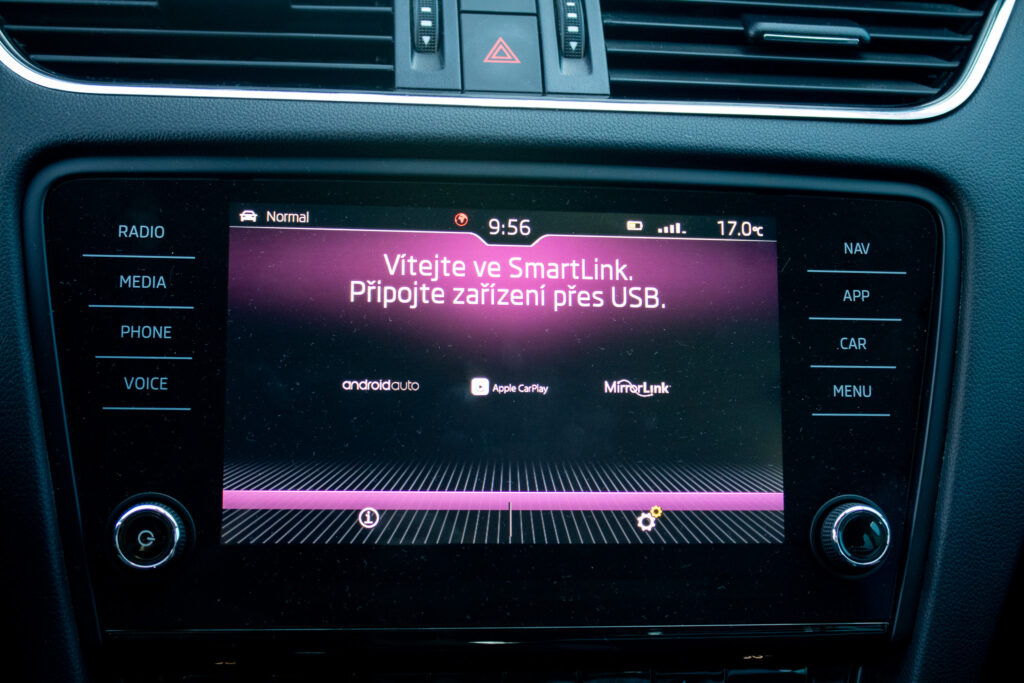 Normal
9:56
17.0°C
RADIO
MEDIA
PHONE
VOICE
Vítejte ve SmartLink.
Připojte zařízení přes USB.
androidauto
Apple CarPlay
MirrorLink
NAV
APP
CAR
MENU